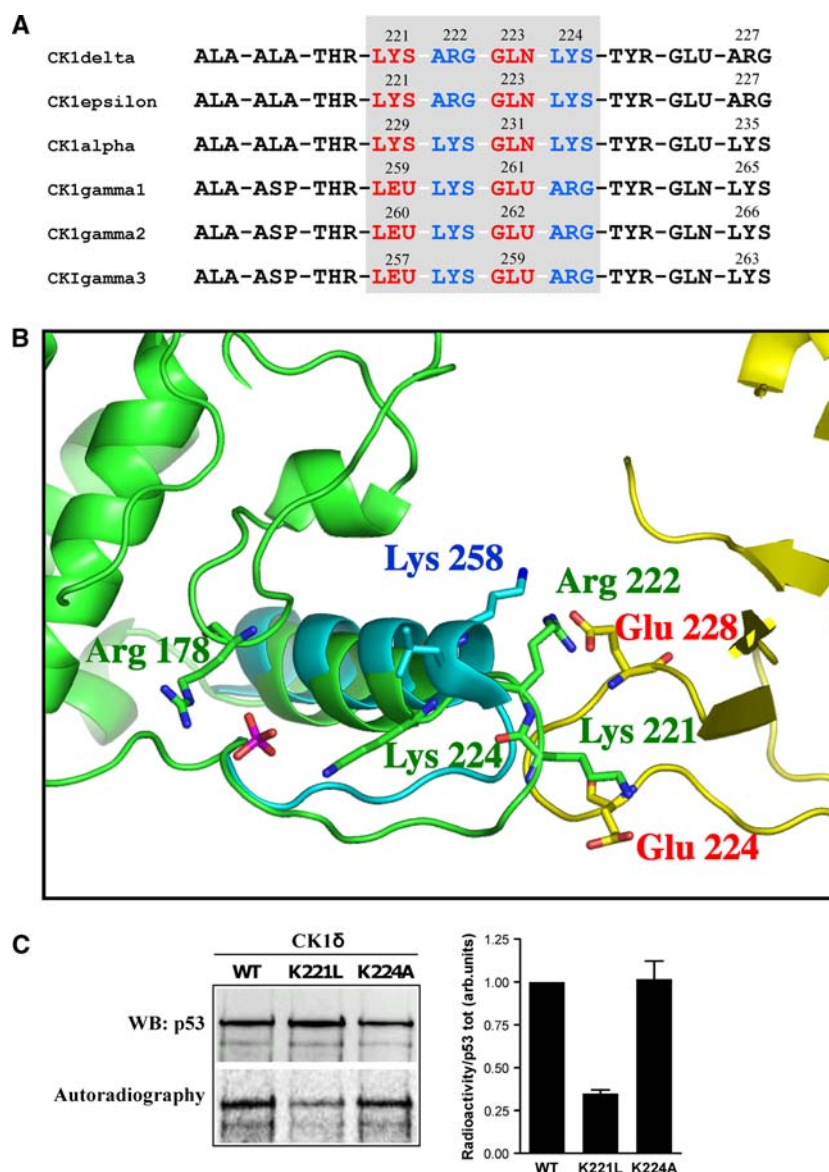 A
221 222 223 224 227
CK1delta ALA-ALA-THR-LYS-ARG-GLN-LYS-TYR-GLU-ARG
221 223 227
CK1epsilon ALA-ALA-THR-LYS-ARG-GLN-LYS-TYR-GLU-ARG
229 231 235
CK1alpha ALA-ALA-THR-LYS-LYS-GLN-LYS-TYR-GLU-LYS
259 261 265
CK1gamma1 ALA-ASP-THR-LEU-LYS-GLU-ARG-TYR-GLN-LYS
260 262 266
CK1gamma2 ALA-ASP-THR-LEU-LYS-GLU-ARG-TYR-GLN-LYS
257 259 263
CKIgamma3 ALA-ASP-THR-LEU-LYS-GLU-ARG-TYR-GLN-LYS
B
Lys 258
Arg 222
Glu 228
Arg 178
Lys 224
Lys 221
Glu 224
C
CK1δ
WT K221L K224A
WB: p53
Autoradiography
Radioactivity/p53 tot (arb.units)
1.25
1.00
0.75
0.50
0.25
0.00
WT K221L K224A